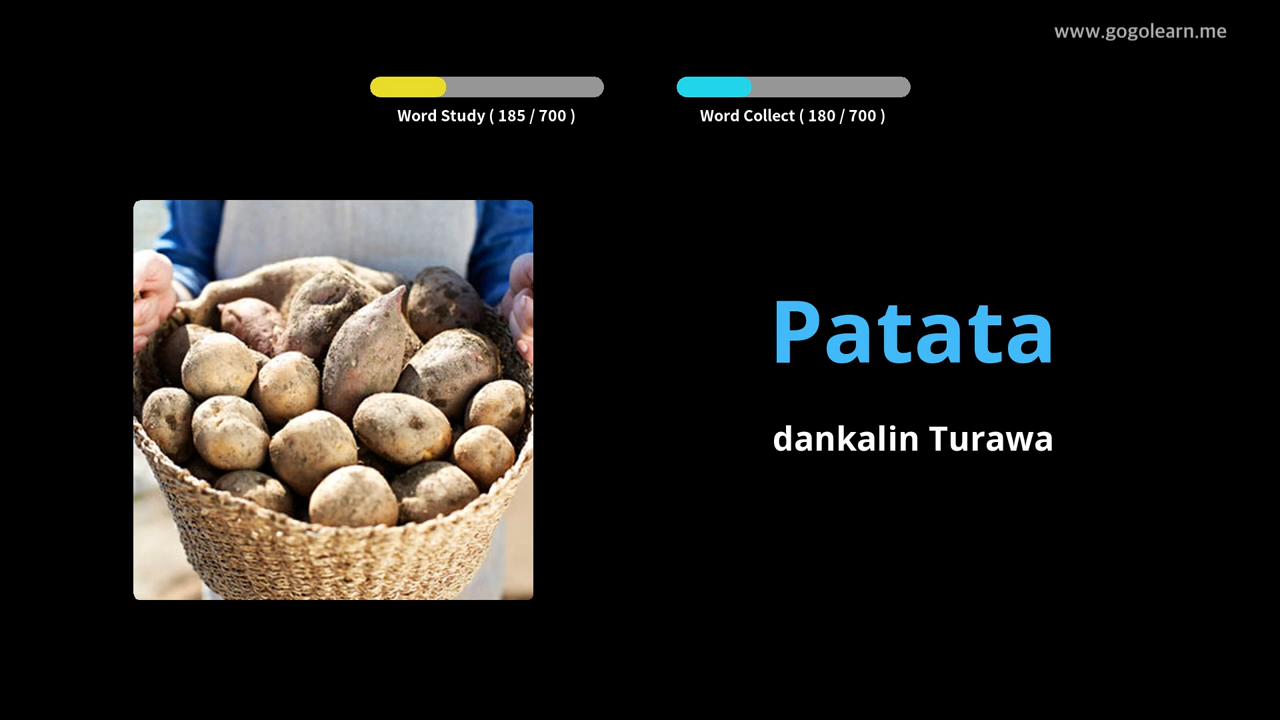 www.gogolearn.me
Word Study ( 185 / 700 )
Word Collect ( 180 / 700 )
Patata
dankalin Turawa